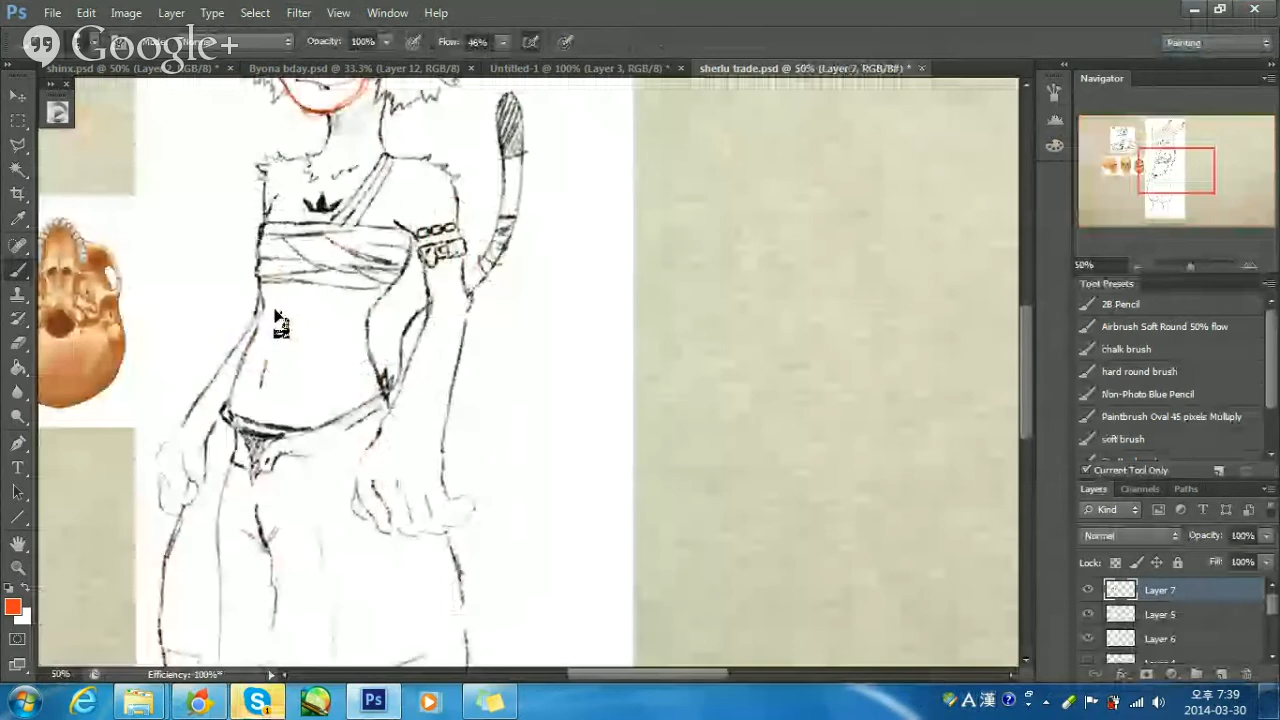 Ps File Edit Image Layer Type Select Filter View Window Help
Google+
Mode: Normal Opacity: 100% Flow: 46% Painting
shinx.psd @ 50% (Layer 2, RGB/8) * × Byona bday.psd @ 33.3% (Layer 12, RGB/8) × Untitled-1 @ 100% (Layer 3, RGB/8) * × sherlu trade.psd @ 50% (Layer 7, RGB/8#) * ×
Navigator
50%
Tool Presets
2B Pencil
Airbrush Soft Round 50% flow
chalk brush
hard round brush
Non-Photo Blue Pencil
Paintbrush Oval 45 pixels Multiply
soft brush
Current Tool Only
Layers Channels Paths
Kind
Normal Opacity: 100%
Lock: Fill: 100%
Layer 7
Layer 5
Layer 6
50% Efficiency: 100%*
A 漢
오후 7:39
2014-03-30